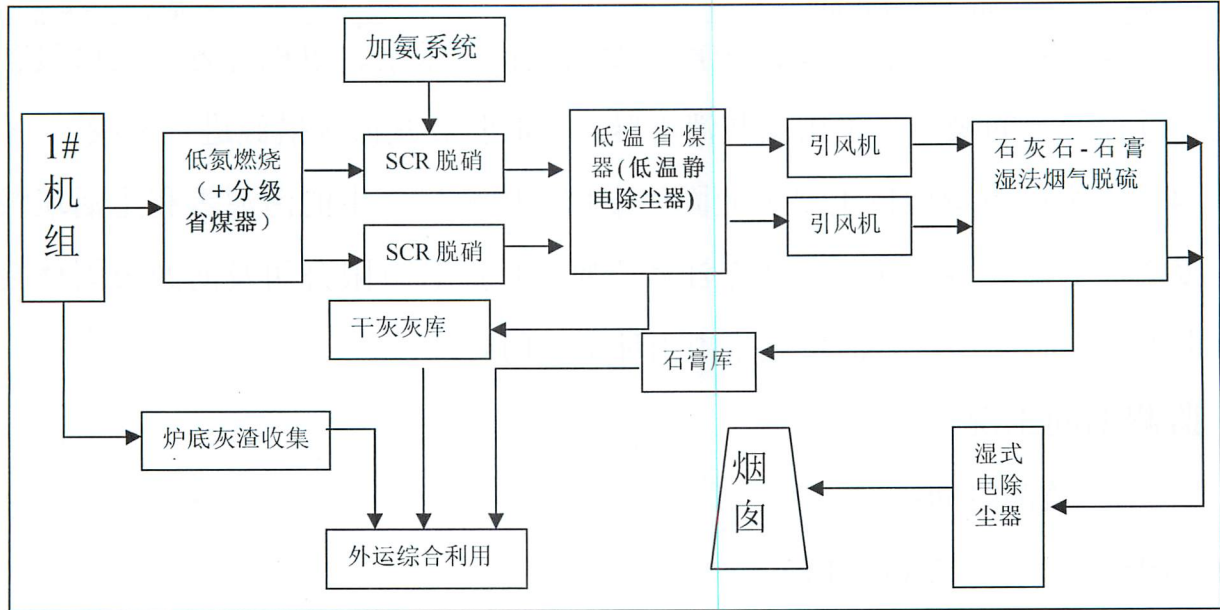 加氨系统
1#
机
组
低氮燃烧
（+分级
省煤器）
SCR 脱硝
SCR 脱硝
低温省煤
器(低温静
电除尘器)
引风机
引风机
石灰石-石膏
湿法烟气脱硫
干灰灰库
石膏库
炉底灰渣收集
烟
囱
湿式
电除
尘器
外运综合利用